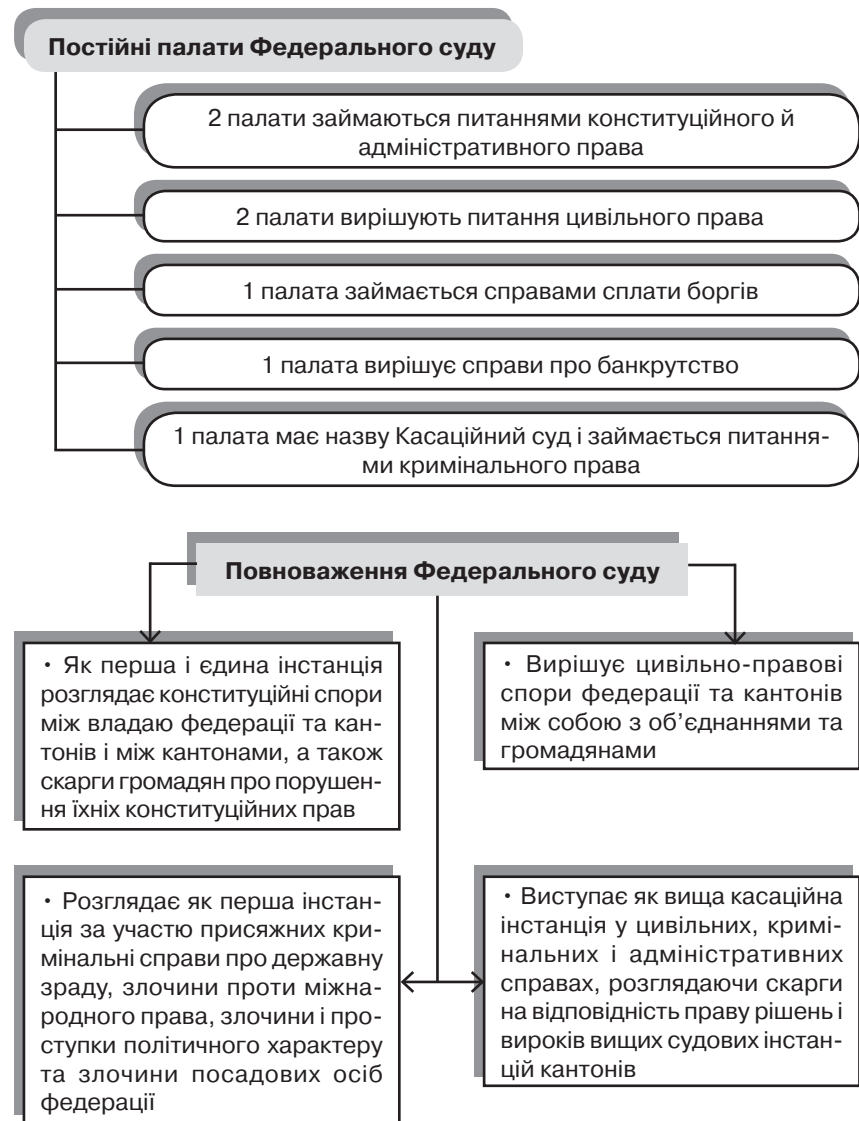 Постійні палати Федерального суду
2 палати займаються питаннями конституційного й
адміністративного права
2 палати вирішують питання цивільного права
1 палата займається справами сплати боргів
1 палата вирішує справи про банкрутство
1 палата має назву Касаційний суд і займається питання-
ми кримінального права
Повноваження Федерального суду
• Як перша і єдина інстанція
розглядає конституційні спори
між владаю федерації та кан-
тонів і між кантонами, а також
скарги громадян про порушен-
ня їхніх конституційних прав
• Вирішує цивільно-правові
спори федерації та кантонів
між собою з об’єднаннями та
громадянами
• Розглядає як перша інстан-
ція за участю присяжних кри-
мінальні справи про державну
зраду, злочини проти міжна-
родного права, злочини і про-
ступки політичного характеру
та злочини посадових осіб
федерації
• Виступає як вища касаційна
інстанція у цивільних, кримі-
нальних і адміністративних
справах, розглядаючи скарги
на відповідність праву рішень і
вироків вищих судових інстан-
цій кантонів